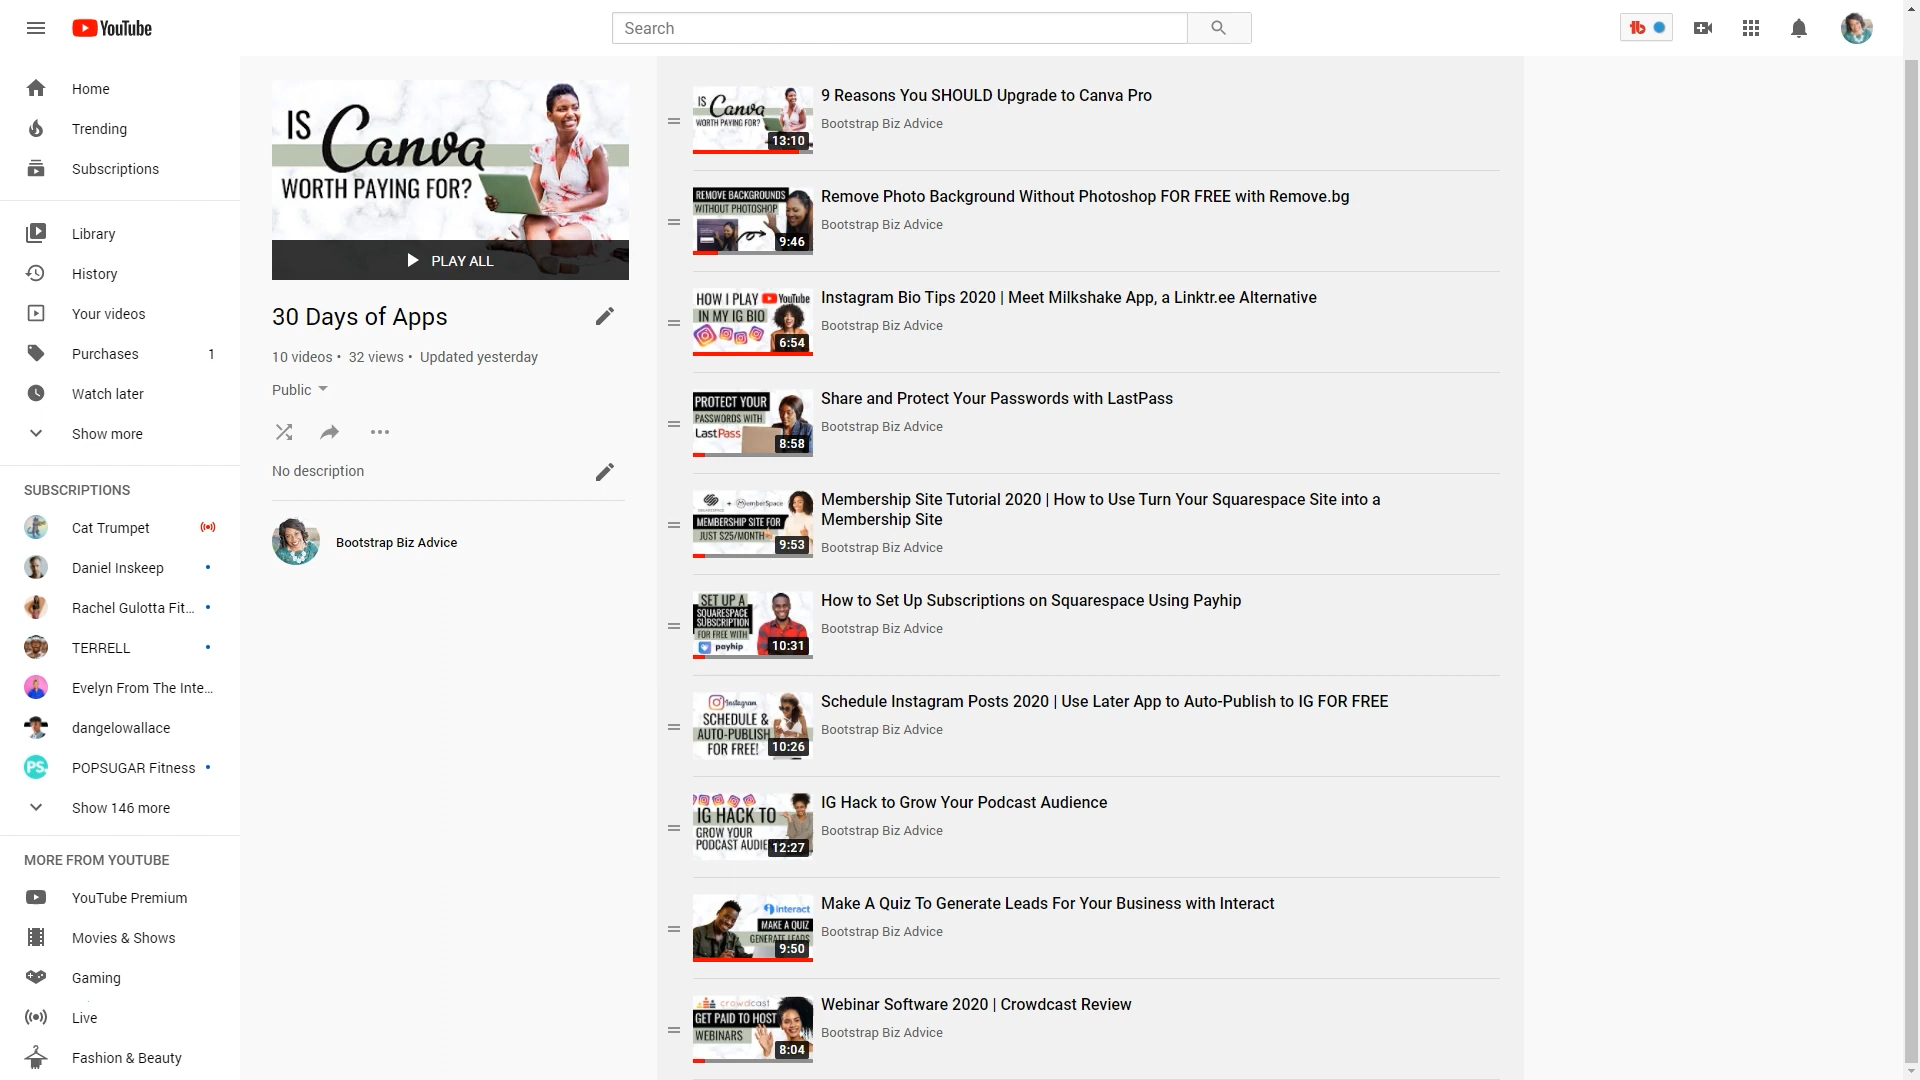 YouTube
Search
Home
Trending
Subscriptions
Library
History
Your videos
Purchases 1
Watch later
Show more
SUBSCRIPTIONS
Cat Trumpet
Daniel Inskeep
Rachel Gulotta Fit...
TERRELL
Evelyn From The Inte...
dangelowallace
PS
POPSUGAR Fitness
Show 146 more
MORE FROM YOUTUBE
YouTube Premium
Movies & Shows
Gaming
Live
Fashion & Beauty
IS
Canva
WORTH PAYING FOR?
PLAY ALL
30 Days of Apps
10 videos • 32 views • Updated yesterday
Public
No description
Bootstrap Biz Advice
IS Canva
WORTH PAYING FOR?
13:10
9 Reasons You SHOULD Upgrade to Canva Pro
Bootstrap Biz Advice
REMOVE BACKGROUNDS
WITHOUT PHOTOSHOP
9:46
Remove Photo Background Without Photoshop FOR FREE with Remove.bg
Bootstrap Biz Advice
HOW I PLAY YouTube
IN MY IG BIO
6:54
Instagram Bio Tips 2020 | Meet Milkshake App, a Linktr.ee Alternative
Bootstrap Biz Advice
PROTECT YOUR
PASSWORDS WITH
LastPass
8:58
Share and Protect Your Passwords with LastPass
Bootstrap Biz Advice
+ MemberSpace
MEMBERSHIP SITE FOR
JUST $25/MONTH
9:53
Membership Site Tutorial 2020 | How to Use Turn Your Squarespace Site into a
Membership Site
Bootstrap Biz Advice
SET UP A
SQUARESPACE
SUBSCRIPTION
FOR FREE WITH
payhip
10:31
How to Set Up Subscriptions on Squarespace Using Payhip
Bootstrap Biz Advice
Instagram
SCHEDULE &
AUTO-PUBLISH
FOR FREE!
10:26
Schedule Instagram Posts 2020 | Use Later App to Auto-Publish to IG FOR FREE
Bootstrap Biz Advice
IG HACK TO
GROW YOUR
PODCAST AUDIE
12:27
IG Hack to Grow Your Podcast Audience
Bootstrap Biz Advice
interact
MAKE A QUIZ
GENERATE LEADS
9:50
Make A Quiz To Generate Leads For Your Business with Interact
Bootstrap Biz Advice
crowdcast
GET PAID TO HOST
WEBINARS
8:04
Webinar Software 2020 | Crowdcast Review
Bootstrap Biz Advice